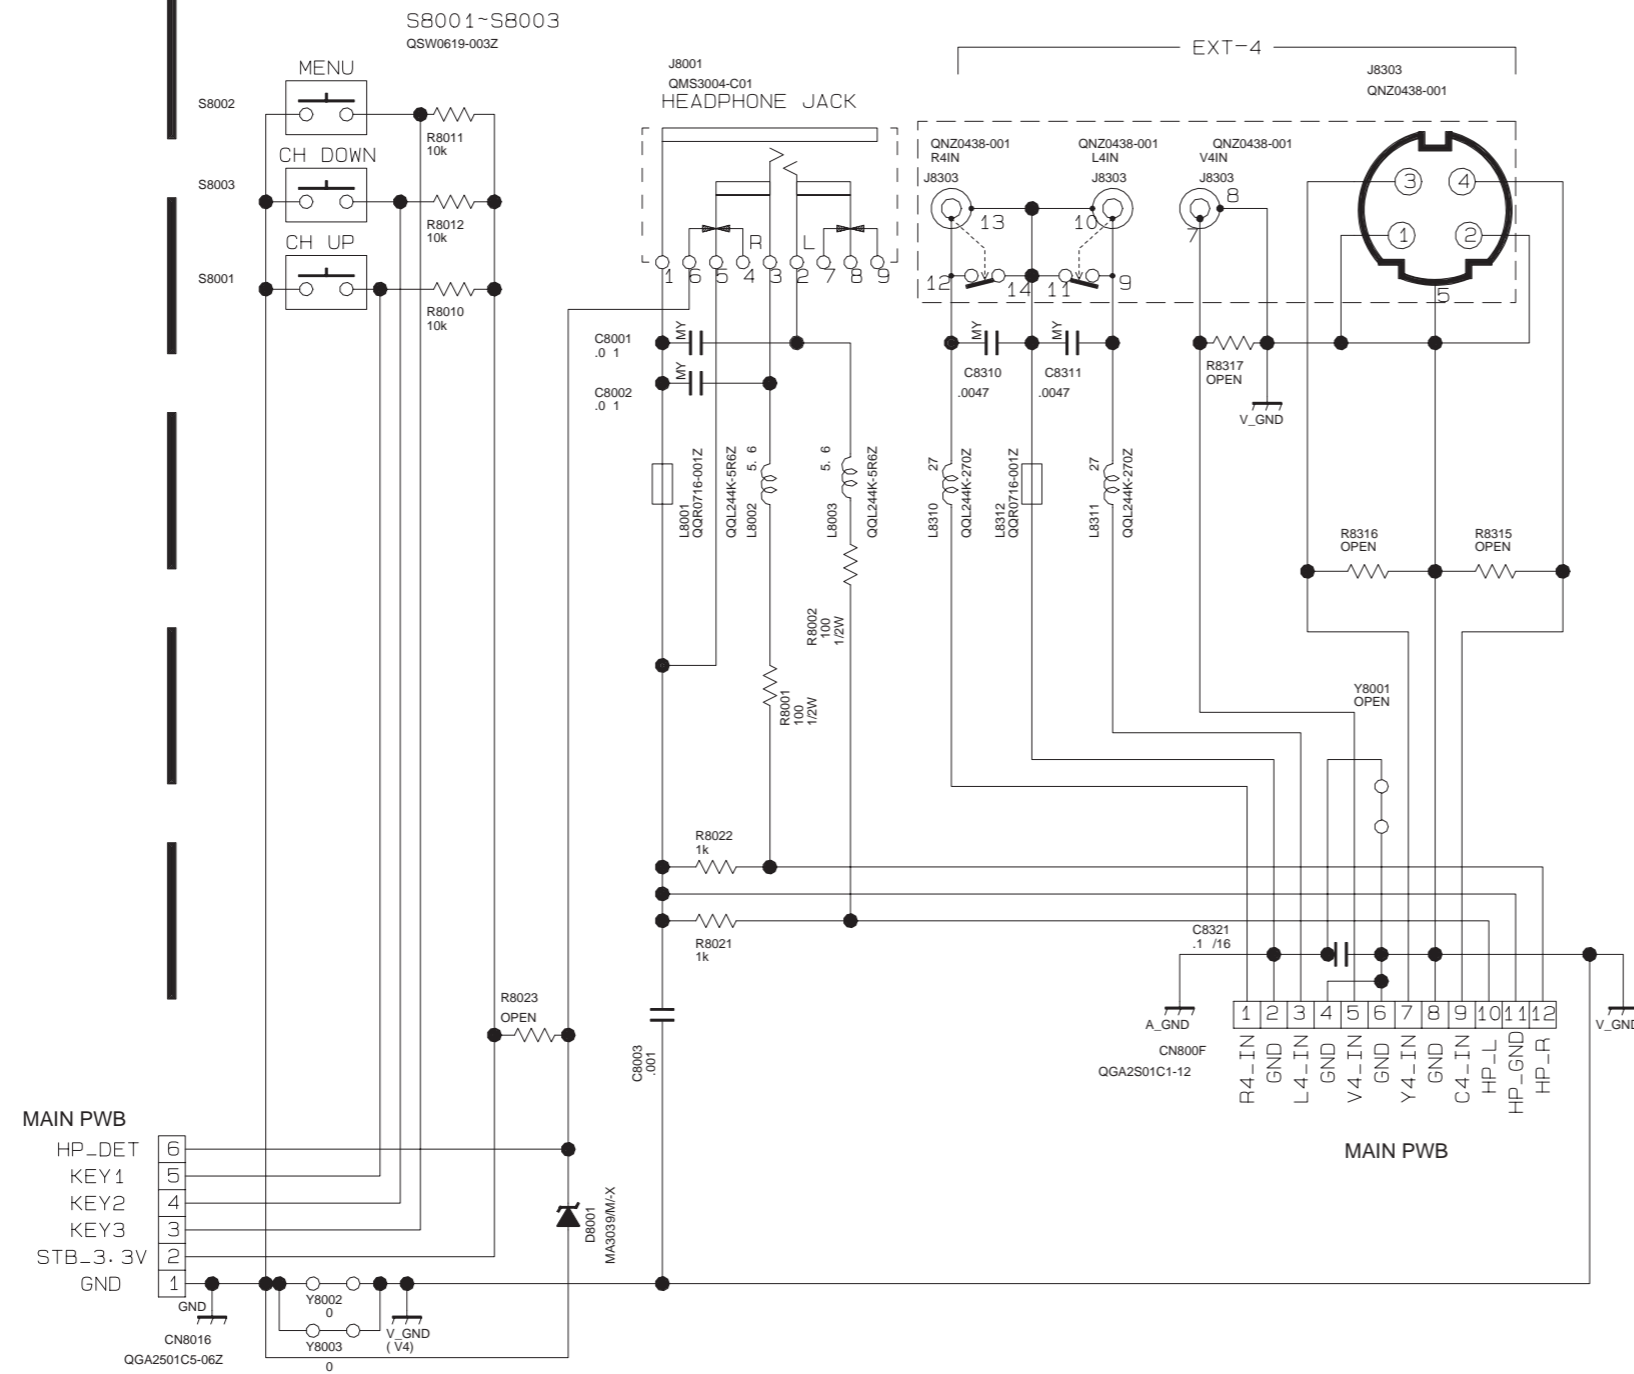 S8001~S8003
QSW0619-003Z
MENU
S8002
R8011
10k
CH DOWN
S8003
R8012
10k
CH UP
S8001
R8010
10k
J8001
QMS3004-C01
HEADPHONE JACK
R L
1 6 5 4 3 2 7 8 9
EXT-4
J8303
QNZ0438-001
QNZ0438-001
R4IN
J8303
QNZ0438-001
L4IN
J8303
QNZ0438-001
V4IN
J8303
13 10 8 7
12 14 11 9
3 4
1 2
5
C8001
.0 1
MY
C8002
.0 1
MY
MY
C8310
.0047
MY
C8311
.0047
R8317
OPEN
V_GND
L8001
QQR0716-001Z
QQL244K-5R6Z
L8002
5. 6
L8003
5. 6
QQL244K-5R6Z
L8310
27
QQL244K-270Z
L8312
QQR0716-001Z
L8311
27
QQL244K-270Z
R8316
OPEN
R8315
OPEN
R8002
100
1/2W
R8001
100
1/2W
Y8001
OPEN
R8022
1k
R8021
1k
C8321
.1 /16
R8023
OPEN
C8003
.001
A_GND
V_GND
1 2 3 4 5 6 7 8 9 10 11 12
CN800F
QGA2S01C1-12
R4_IN
GND
L4_IN
GND
V4_IN
GND
Y4_IN
GND
C4_IN
HP_L
HP_GND
HP_R
MAIN PWB
MAIN PWB
HP_DET 6
KEY1 5
KEY2 4
KEY3 3
STB_3.3V 2
GND 1
D8001
MA3039/M/-X
GND
CN8016
QGA2501C5-06Z
Y8002
0
Y8003
0
V_GND
( V4)